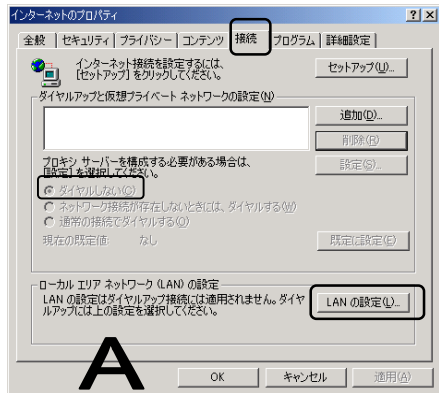 インターネットのプロパティ
全般 セキュリティ プライバシー コンテンツ 接続 プログラム 詳細設定
インターネット接続を設定するには、
[セットアップ] をクリックしてください。
セットアップ(U)...
ダイヤルアップと仮想プライベート ネットワークの設定(N)
追加(D)...
削除(R)
プロキシ サーバーを構成する必要がある場合は、
[設定] を選択してください。
設定(S)...
ダイヤルしない(C)
ネットワーク接続が存在しないときには、ダイヤルする(W)
通常の接続でダイヤルする(O)
現在の既定値: なし
既定に設定(E)
ローカル エリア ネットワーク (LAN) の設定
LAN の設定はダイヤルアップ接続には適用されません。ダイヤ
ルアップには上の設定を選択してください。
LAN の設定(L)...
A
OK キャンセル 適用(A)